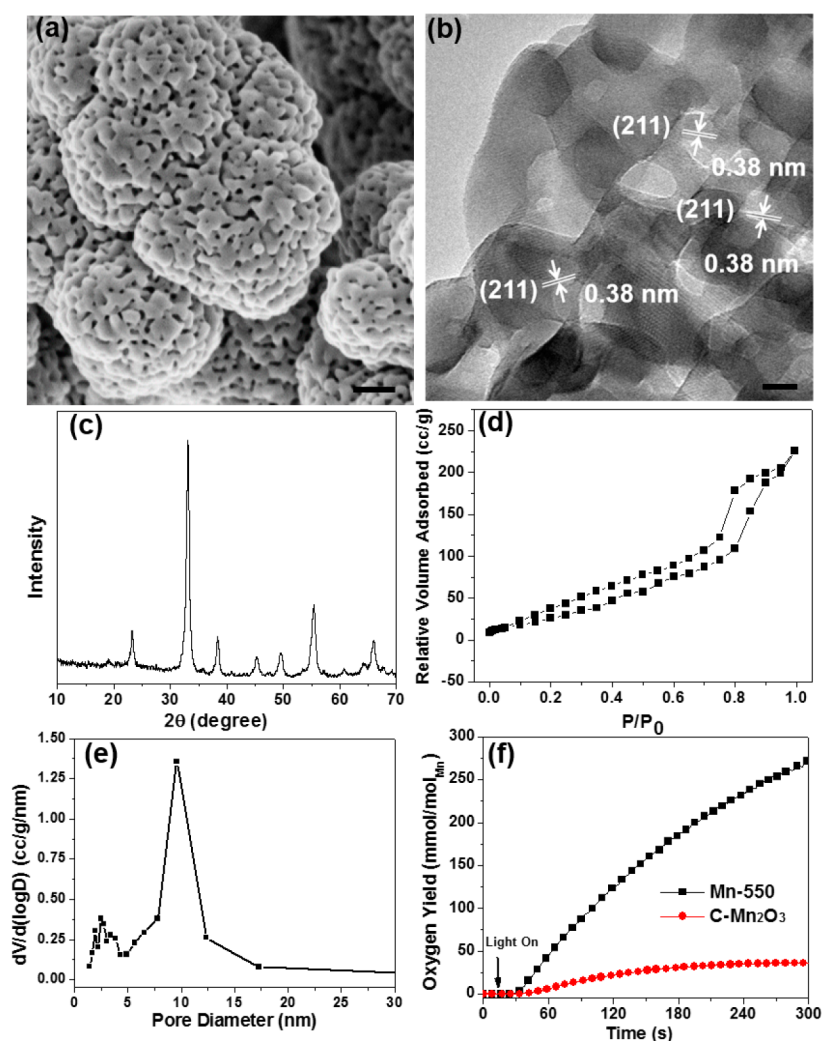 (a)
(b)
(211)
0.38 nm
(211)
0.38 nm
(211)
0.38 nm
(c)
Intensity
10 20 30 40 50 60 70
2θ (degree)
(d)
Relative Volume Adsorbed (cc/g)
250
200
150
100
50
0
-50
0.0 0.2 0.4 0.6 0.8 1.0
P/P₀
(e)
dV/d(logD) (cc/g/nm)
1.50
1.25
1.00
0.75
0.50
0.25
0.00
0 5 10 15 20 25 30
Pore Diameter (nm)
(f)
Oxygen Yield (mmol/molMn)
300
250
200
150
100
50
0
Mn-550
C-Mn₂O₃
Light On
0 60 120 180 240 300
Time (s)